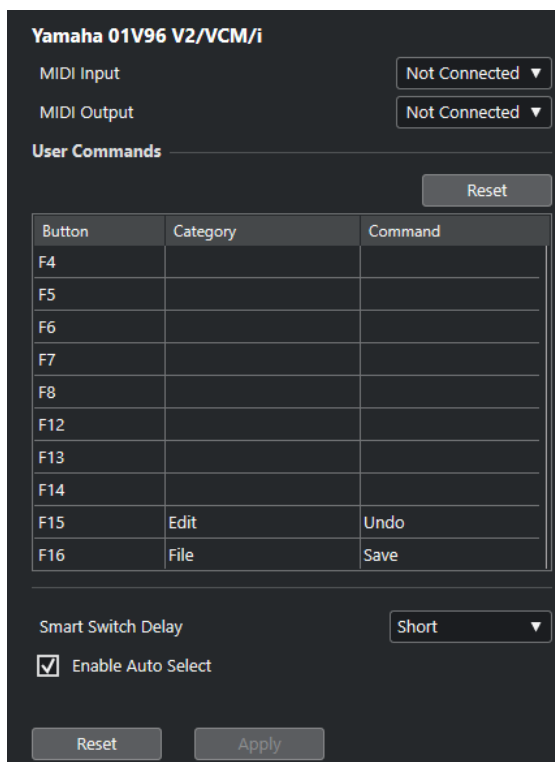 Yamaha 01V96 V2/VCM/i
MIDI Input Not Connected ▼
MIDI Output Not Connected ▼
User Commands
Reset
Button Category Command
F4
F5
F6
F7
F8
F12
F13
F14
F15 Edit Undo
F16 File Save
Smart Switch Delay Short ▼
Enable Auto Select
Reset Apply